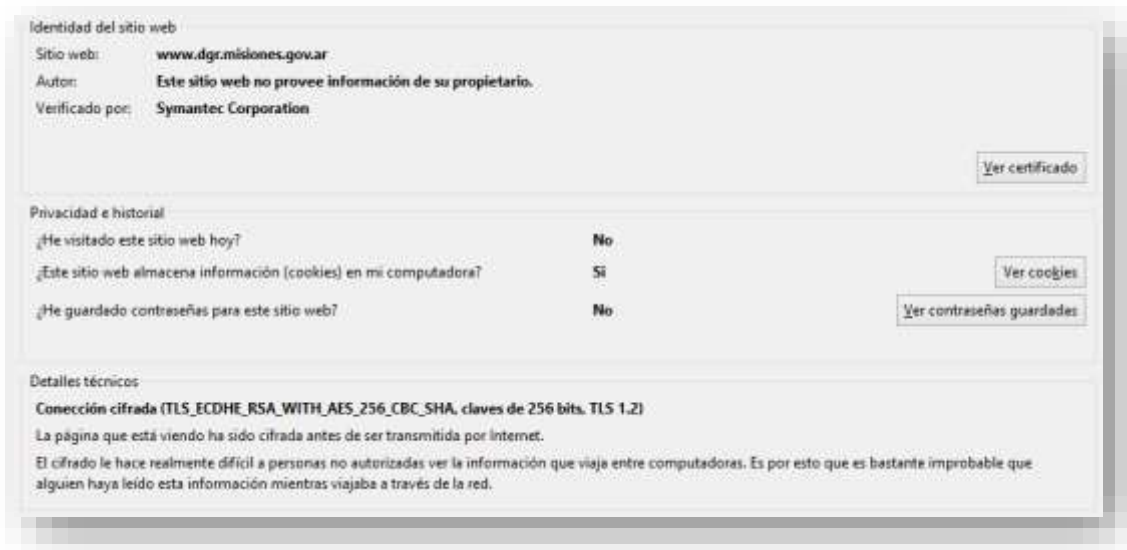 Identidad del sitio web
Sitio web: www.dgr.misiones.gov.ar
Autor: Este sitio web no provee información de su propietario.
Verificado por: Symantec Corporation
Ver certificado
Privacidad e historial
¿He visitado este sitio web hoy? No
¿Este sitio web almacena información (cookies) en mi computadora? Sí Ver cookies
¿He guardado contraseñas para este sitio web? No Ver contraseñas guardadas
Detalles técnicos
Conección cifrada (TLS_ECDHE_RSA_WITH_AES_256_CBC_SHA, claves de 256 bits, TLS 1.2)
La página que está viendo ha sido cifrada antes de ser transmitida por Internet.
El cifrado le hace realmente difícil a personas no autorizadas ver la información que viaja entre computadoras. Es por esto que es bastante improbable que
alguien haya leído esta información mientras viajaba a través de la red.